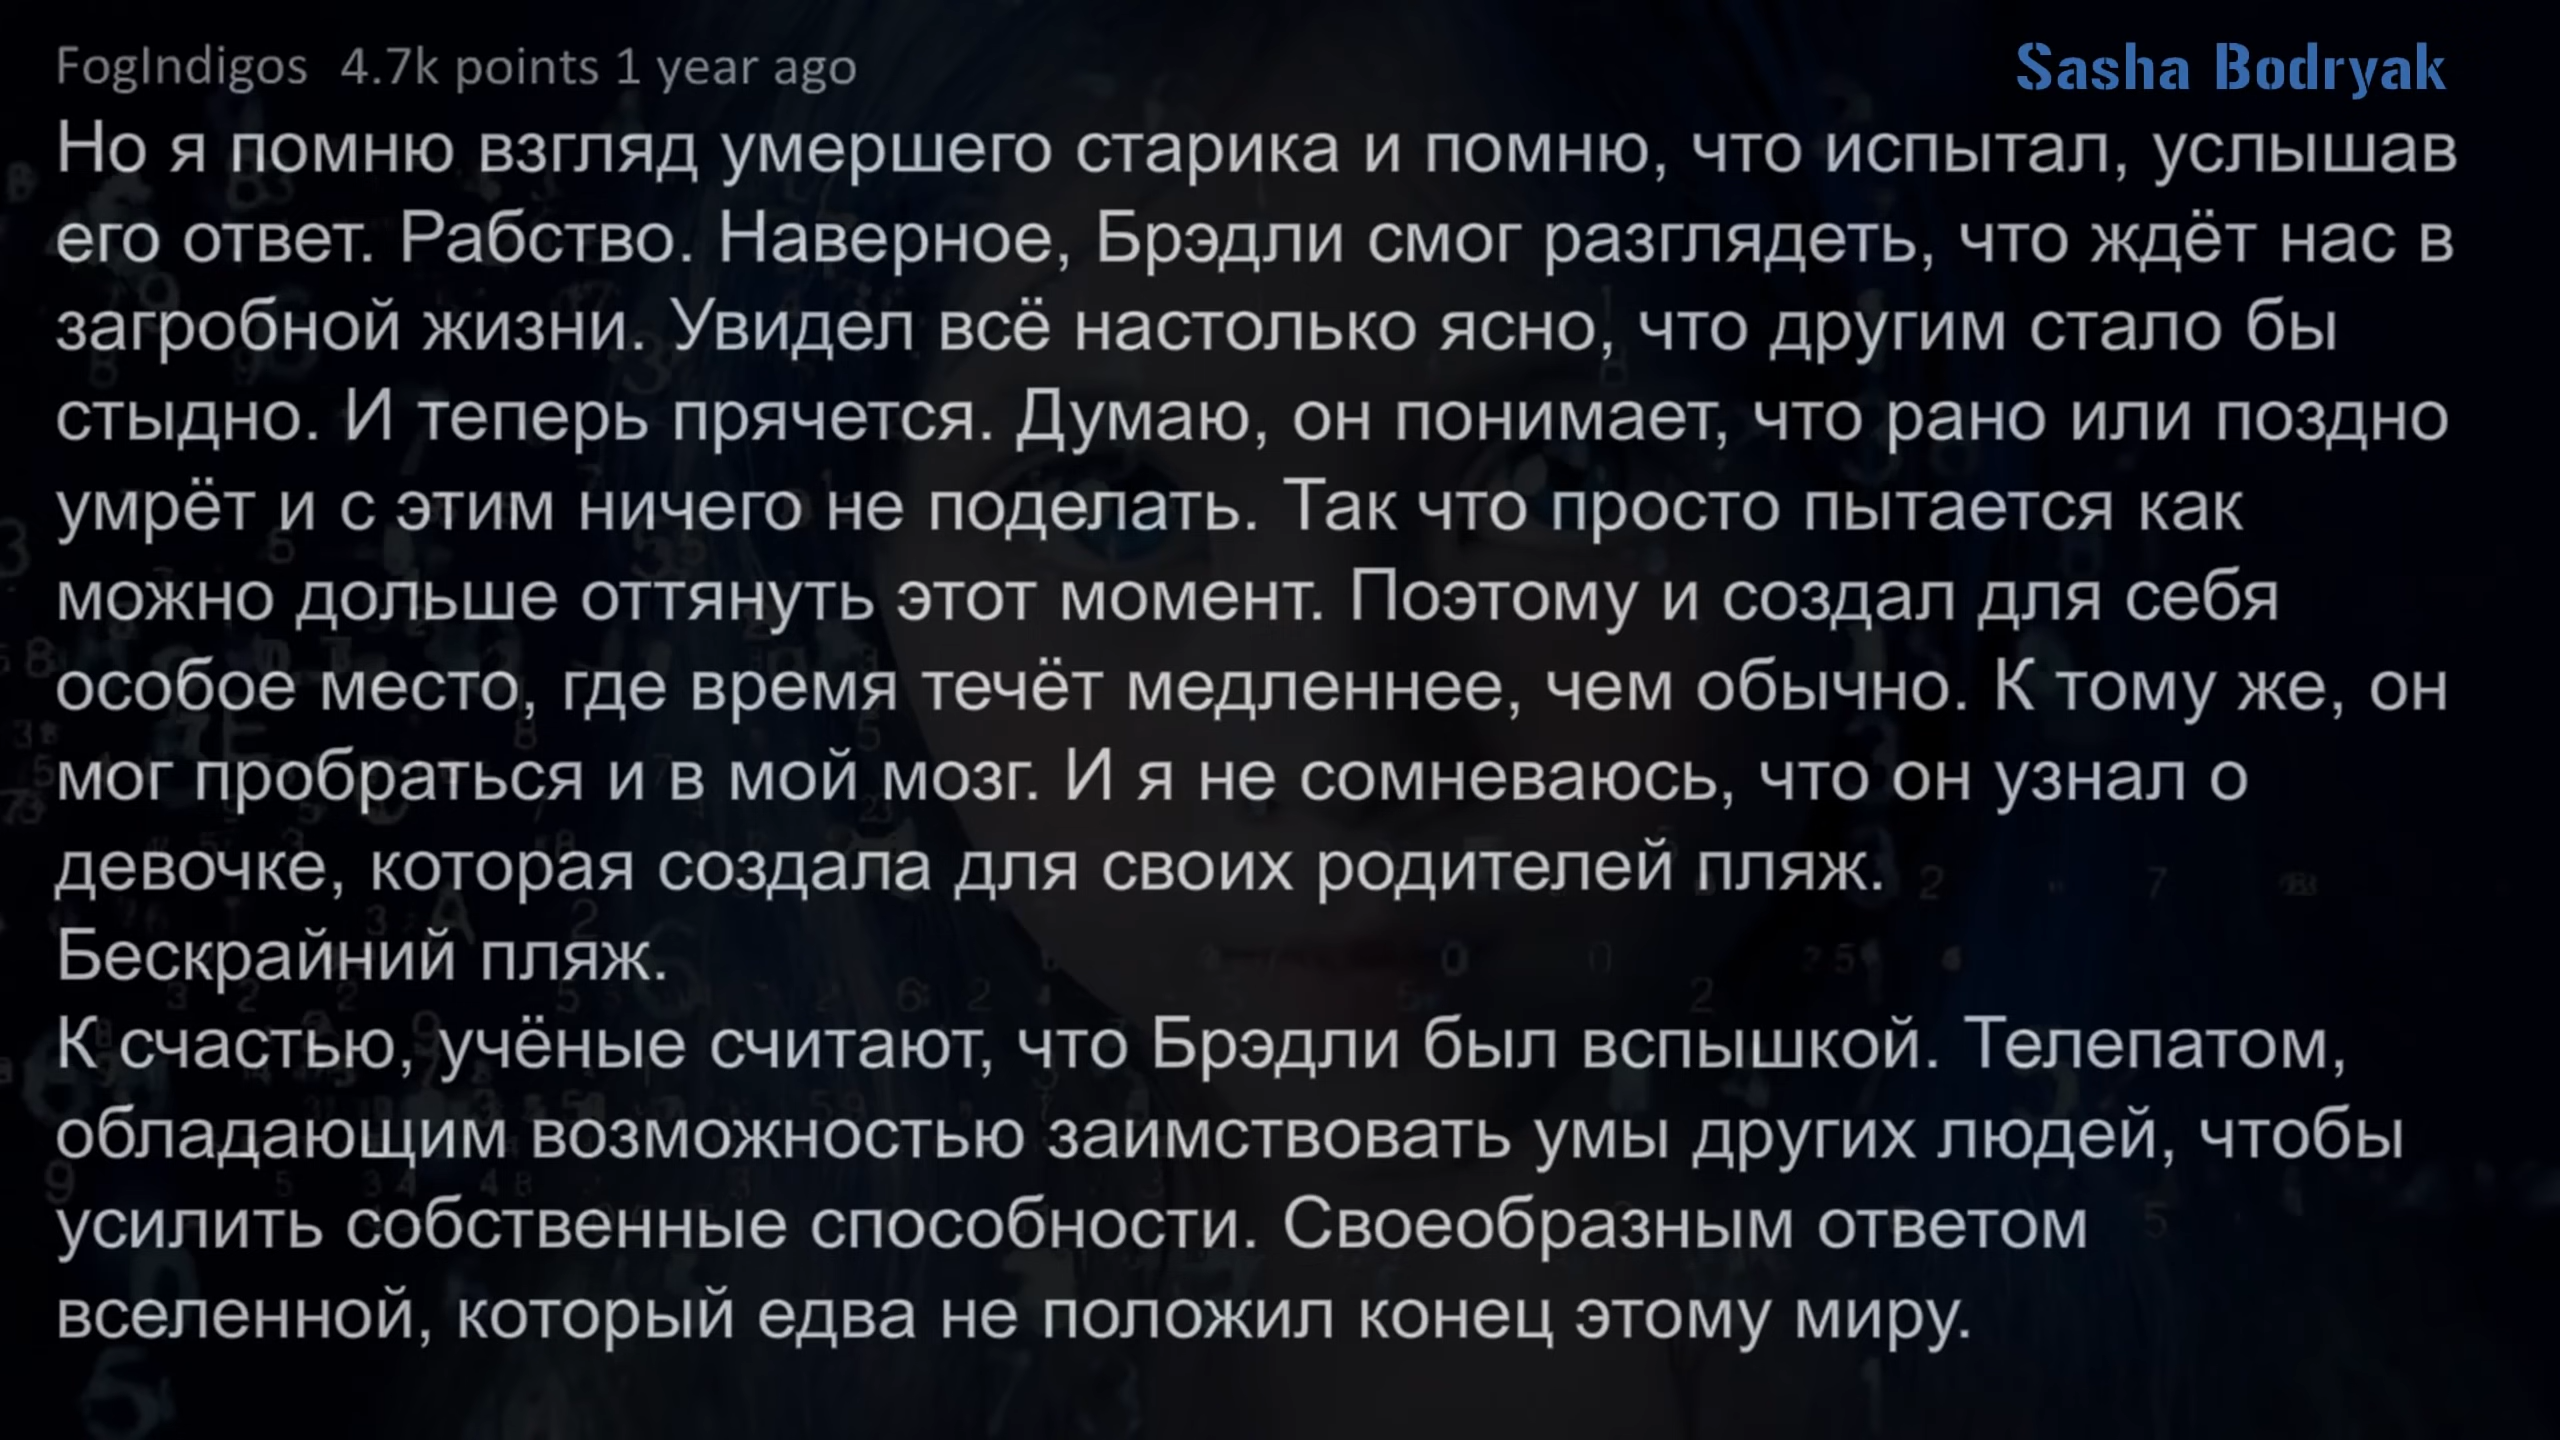 FogIndigos 4.7k points 1 year ago
Sasha Bodryak
Но я помню взгляд умершего старика и помню, что испытал, услышав
его ответ. Рабство. Наверное, Брэдли смог разглядеть, что ждёт нас в
загробной жизни. Увидел всё настолько ясно, что другим стало бы
стыдно. И теперь прячется. Думаю, он понимает, что рано или поздно
умрёт и с этим ничего не поделать. Так что просто пытается как
можно дольше оттянуть этот момент. Поэтому и создал для себя
особое место, где время течёт медленнее, чем обычно. К тому же, он
мог пробраться и в мой мозг. И я не сомневаюсь, что он узнал о
девочке, которая создала для своих родителей пляж.
Бескрайний пляж.
К счастью, учёные считают, что Брэдли был вспышкой. Телепатом,
обладающим возможностью заимствовать умы других людей, чтобы
усилить собственные способности. Своеобразным ответом
вселенной, который едва не положил конец этому миру.